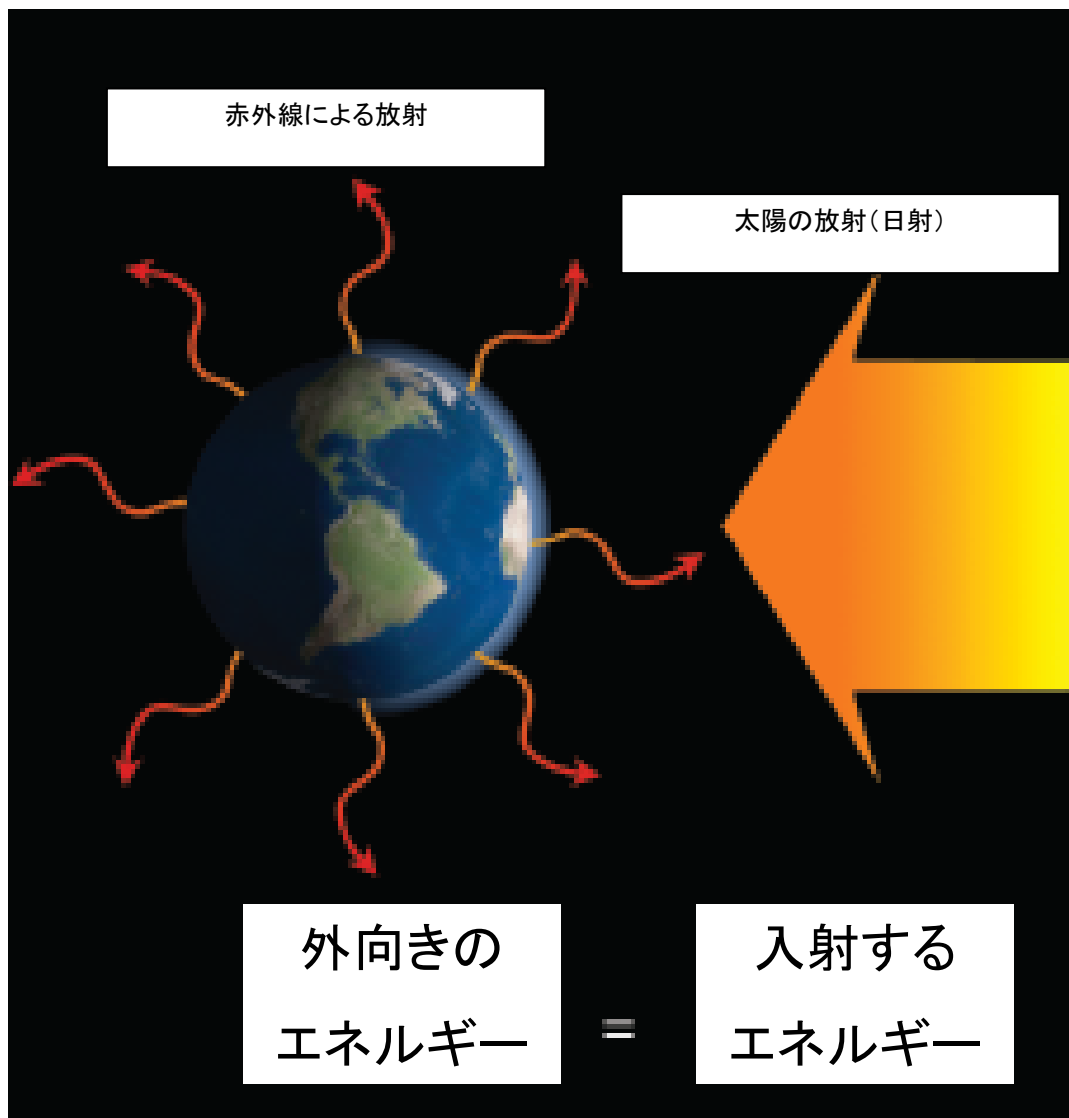 赤外線による放射
太陽の放射（日射）
外向きの
エネルギー
=
入射する
エネルギー